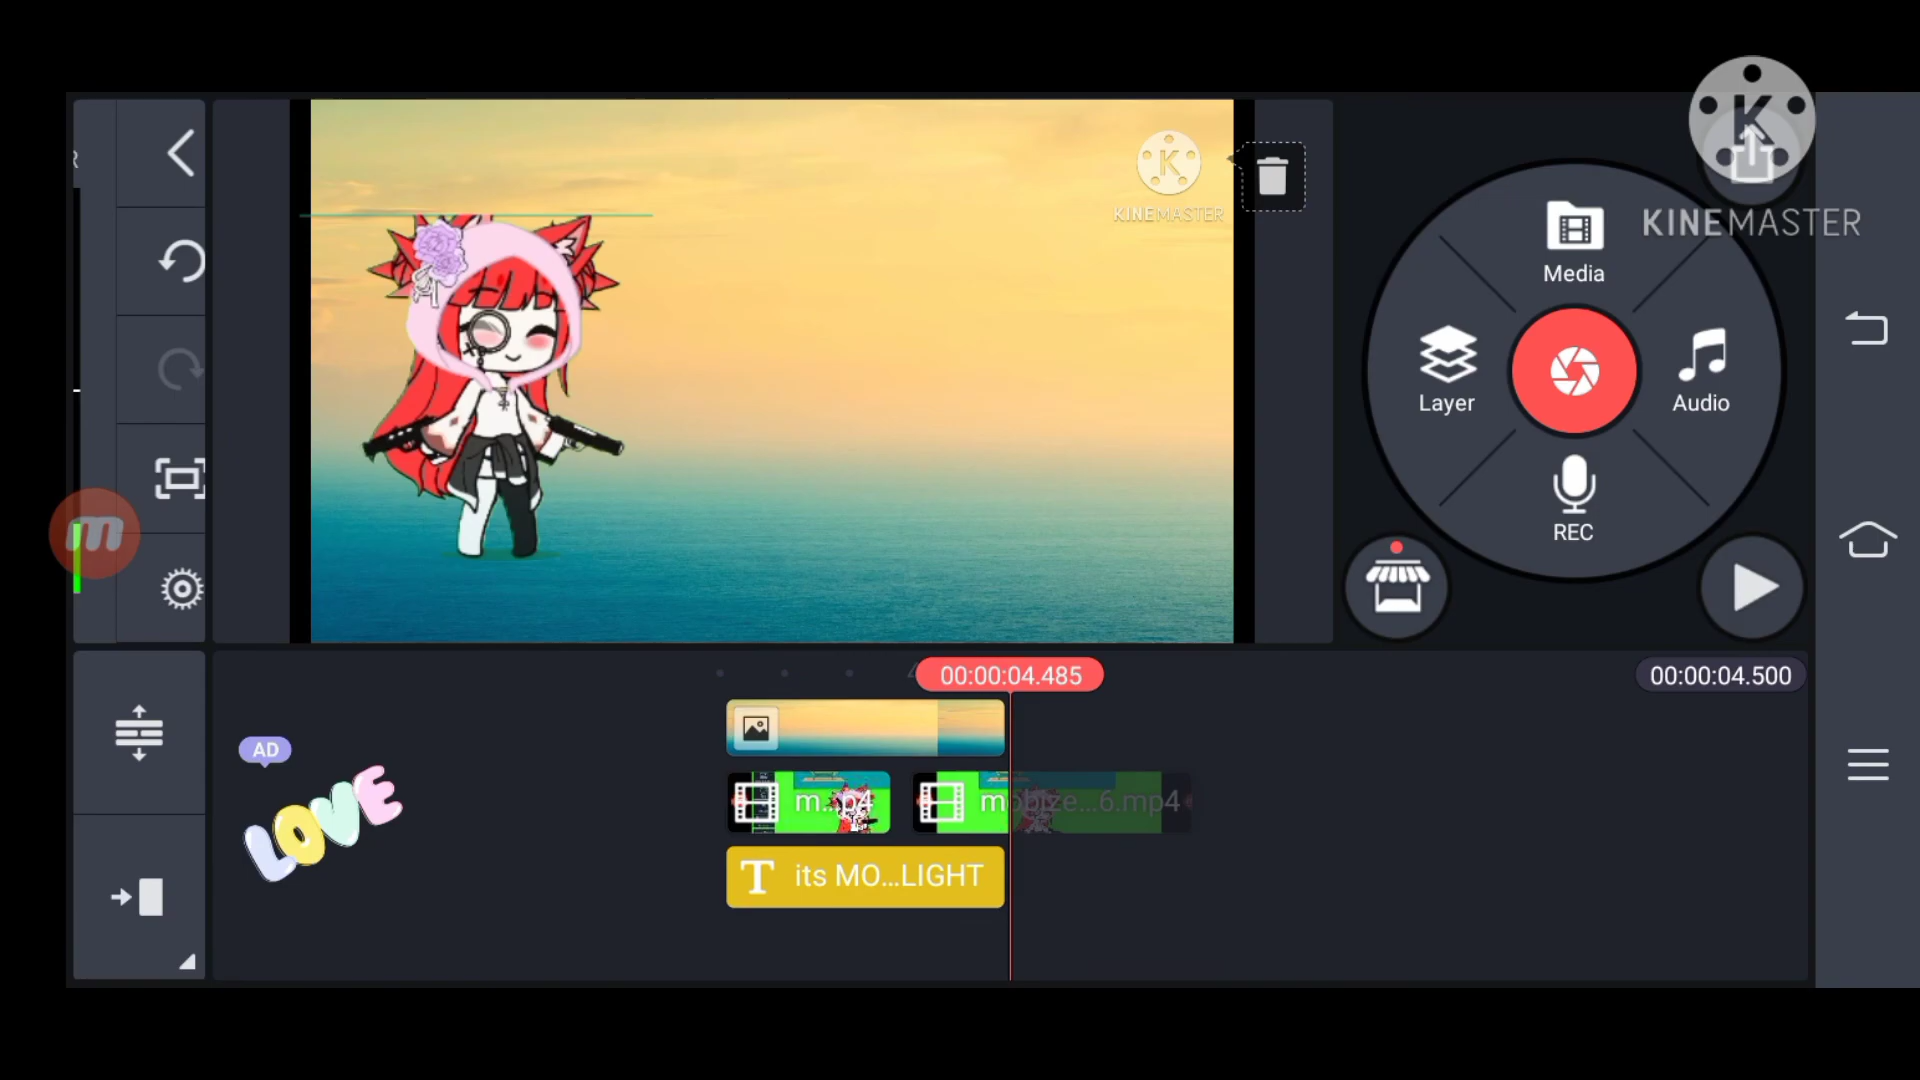 R
KINEMASTER
K
KINEMASTER
K
Media
Layer
Audio
REC
m
00:00:04.485
00:00:04.500
AD
LOVE
m...p4
mobize...6.mp4
T its MO...LIGHT